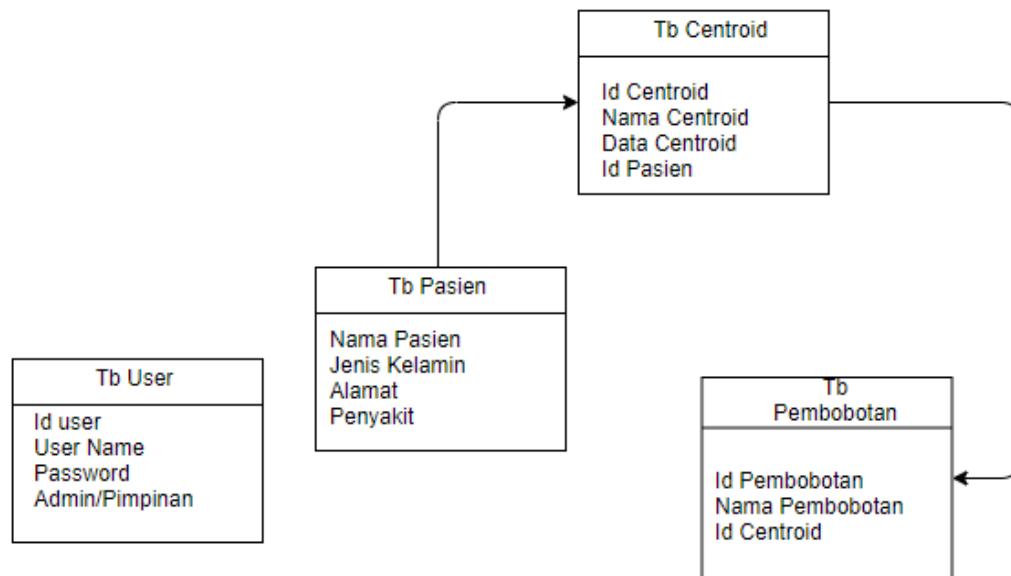 Tb Centroid
Id Centroid
Nama Centroid
Data Centroid
Id Pasien
Tb Pasien
Nama Pasien
Jenis Kelamin
Alamat
Penyakit
Tb User
Id user
User Name
Password
Admin/Pimpinan
Tb
Pembobotan
Id Pembobotan
Nama Pembobotan
Id Centroid